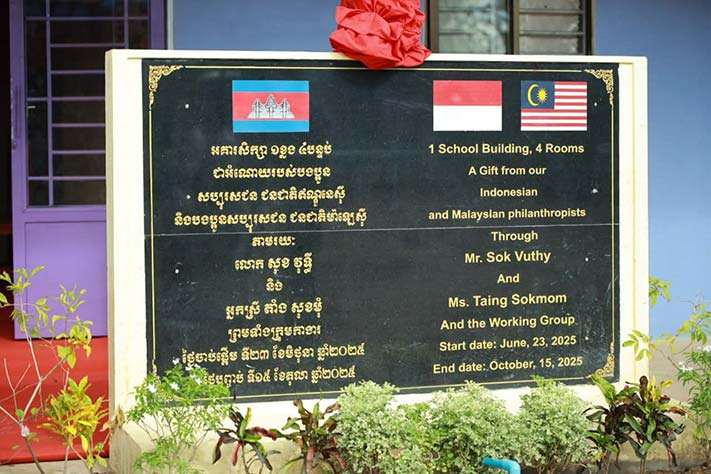 អគារសិក្សា ១ខ្នង ៤បន្ទប់
ជាអំណោយរបស់បងប្អូន
សប្បុរសជន ជនជាតិឥណ្ឌូនេស៊ី
និងបងប្អូនសប្បុរសជន ជនជាតិម៉ាឡេស៊ី
តាមរយៈ
លោក សុខ វុទ្ធី
និង
អ្នកស្រី តាំង សុខមុំ
ព្រមទាំងក្រុមការងារ
ថ្ងៃចាប់ផ្តើម ទី២៣ ខែមិថុនា ឆ្នាំ២០២៥
ថ្ងៃបញ្ចប់ ទី១៥ ខែតុលា ឆ្នាំ២០២៥
1 School Building, 4 Rooms
A Gift from our
Indonesian
and Malaysian philanthropists
Through
Mr. Sok Vuthy
And
Ms. Taing Sokmom
And the Working Group
Start date: June, 23, 2025
End date: October, 15, 2025